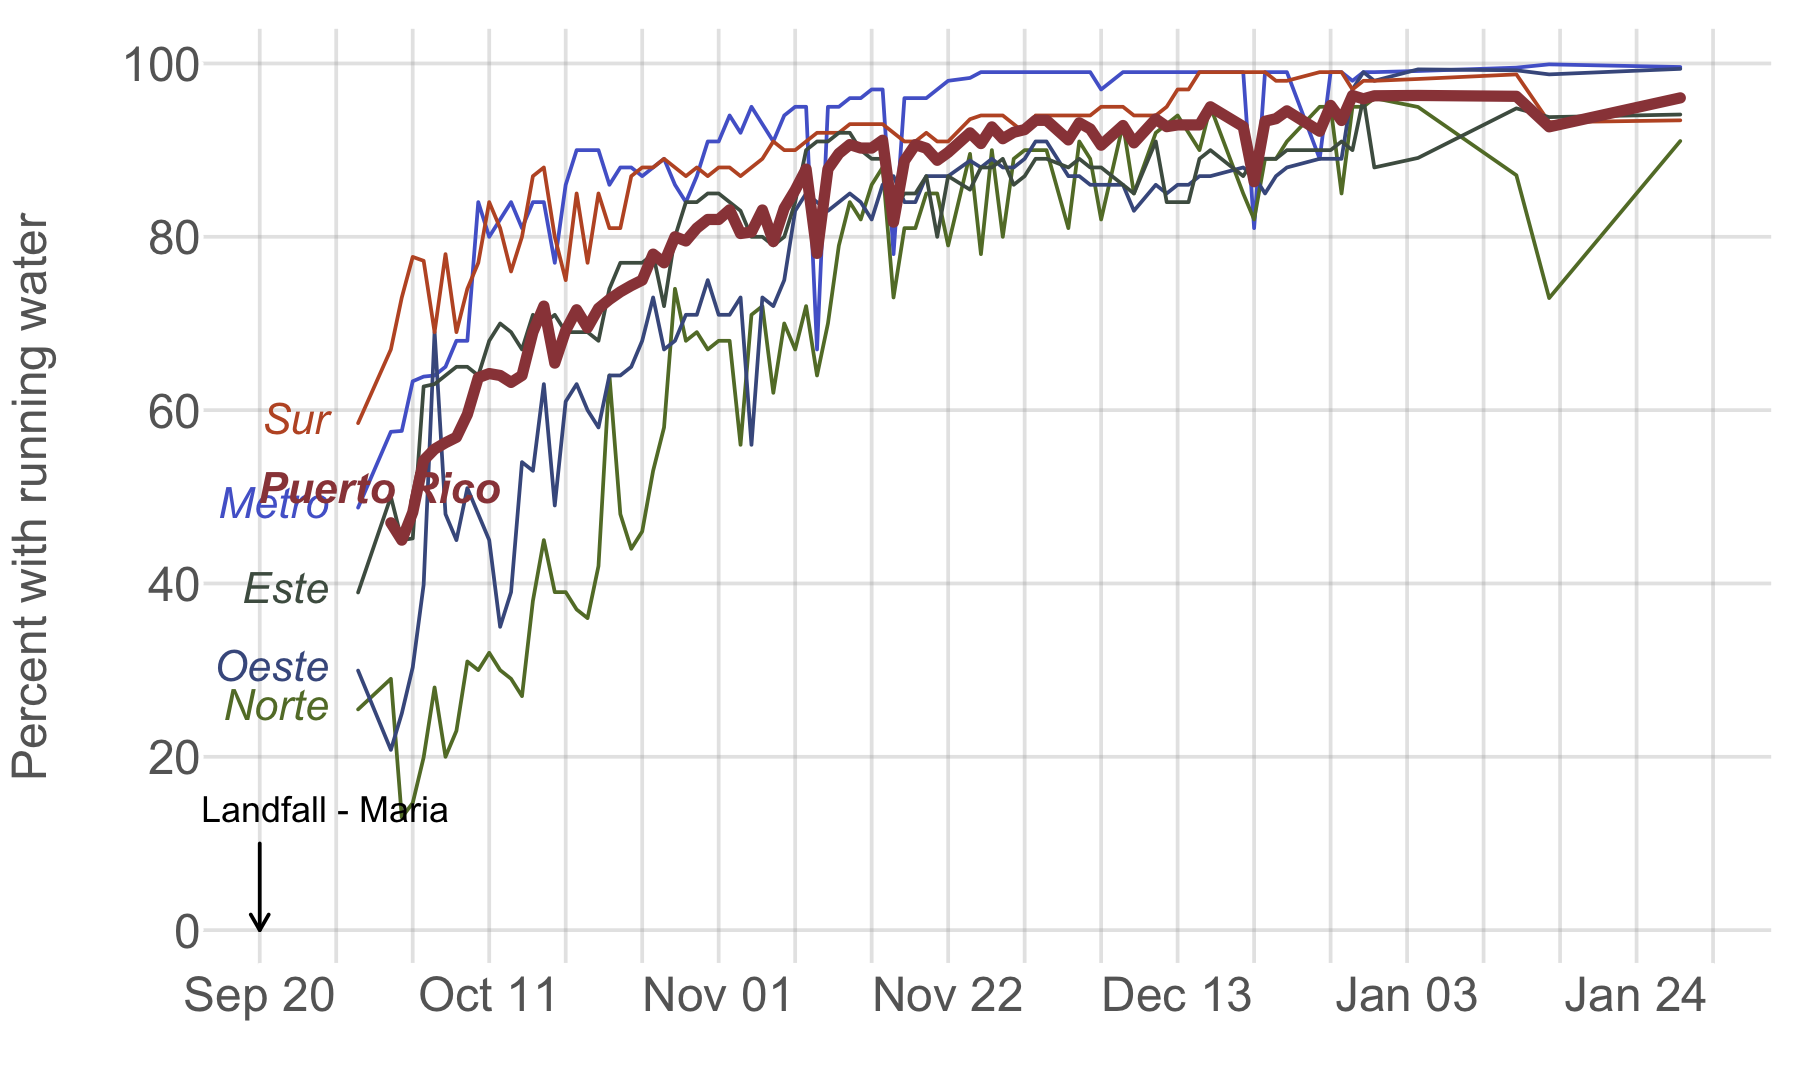 Percent with running water
100
80
60
40
20
0
Sur
Puerto Rico
Metro
Este
Oeste
Norte
Landfall - Maria
Sep 20 Oct 11 Nov 01 Nov 22 Dec 13 Jan 03 Jan 24